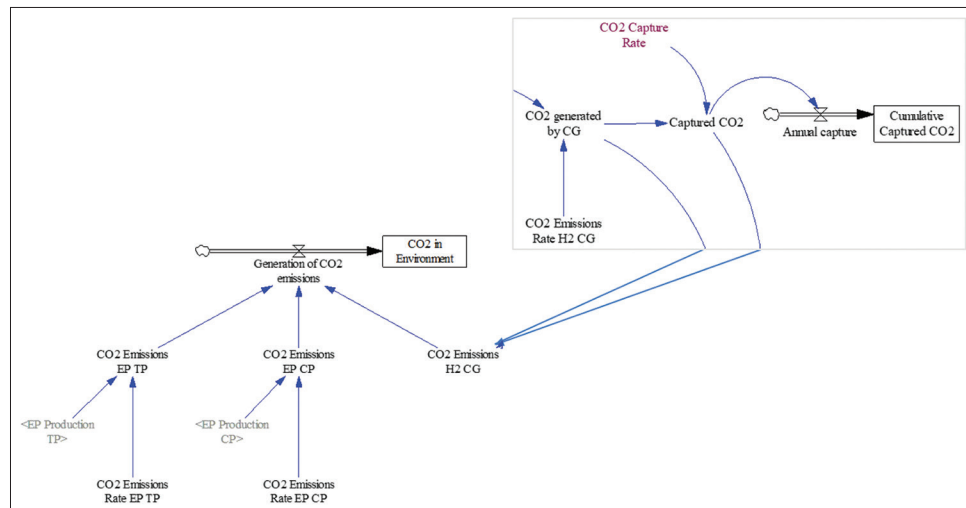 CO2 Capture
Rate
CO2 generated
by CG
Captured CO2
Annual capture
Cumulative
Captured CO2
CO2 Emissions
Rate H2 CG
CO2 in
Environment
Generation of CO2
emissions
CO2 Emissions
EP TP
CO2 Emissions
EP CP
CO2 Emissions
H2 CG
<EP Production
TP>
<EP Production
CP>
CO2 Emissions
Rate EP TP
CO2 Emissions
Rate EP CP